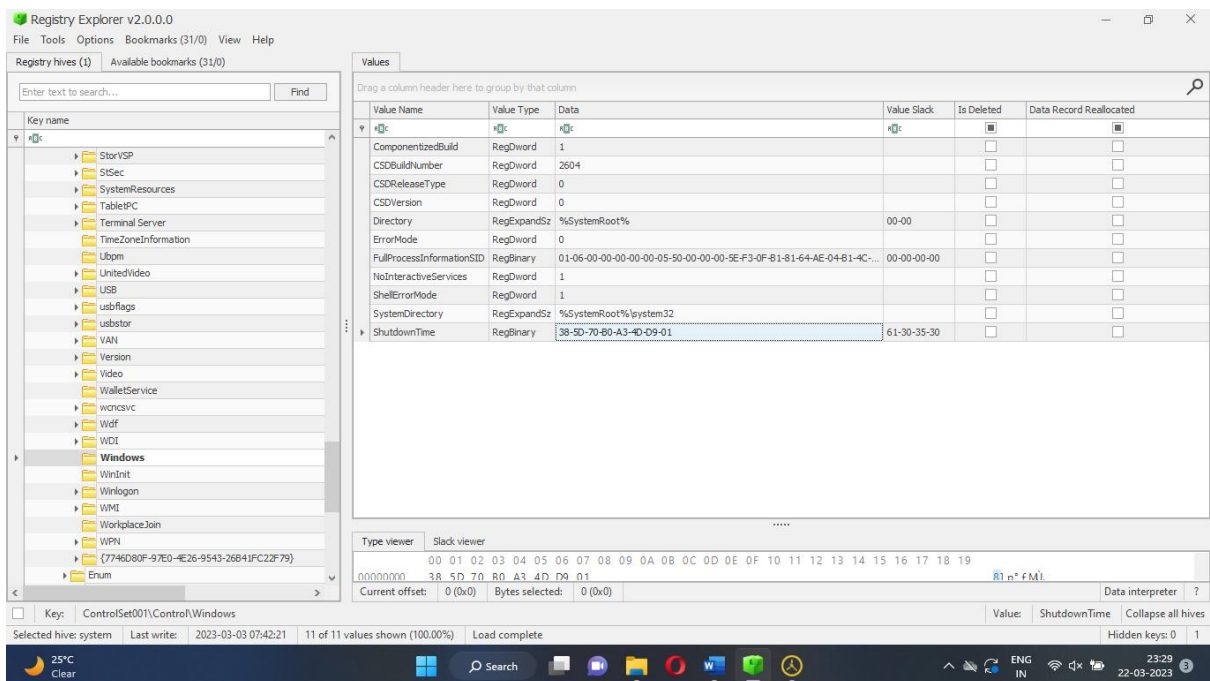 Registry Explorer v2.0.0.0
File Tools Options Bookmarks (31/0) View Help
Registry hives (1) Available bookmarks (31/0)
Enter text to search... Find
Key name
StorVSP
StSec
SystemResources
TabletPC
Terminal Server
TimeZoneInformation
Ubpm
UnitedVideo
USB
usbflags
usbstor
VAN
Version
Video
WalletService
wcncsvc
Wdf
WDI
Windows
WinInit
Winlogon
WMI
WorkplaceJoin
WPN
{7746D80F-97E0-4E26-9543-26B41FC22F79}
Enum
Values
Drag a column header here to group by that column
Value Name Value Type Data Value Slack Is Deleted Data Record Reallocated
ComponentizedBuild RegDword 1
CSDBuildNumber RegDword 2604
CSDReleaseType RegDword 0
CSDVersion RegDword 0
Directory RegExpandSz %SystemRoot% 00-00
ErrorMode RegDword 0
FullProcessInformationSID RegBinary 01-06-00-00-00-00-00-05-50-00-00-00-5E-F3-0F-B1-81-64-AE-04-B1-4C-... 00-00-00-00
NoInteractiveServices RegDword 1
ShellErrorMode RegDword 1
SystemDirectory RegExpandSz %SystemRoot%\system32
ShutdownTime RegBinary 38-5D-70-B0-A3-4D-D9-01 61-30-35-30
Type viewer Slack viewer
00 01 02 03 04 05 06 07 08 09 0A 0B 0C 0D 0E 0F 10 11 12 13 14 15 16 17 18 19
00000000 38 5D 70 B0 A3 4D D9 01
Current offset: 0 (0x0) Bytes selected: 0 (0x0) Data interpreter ?
Key: ControlSet001\Control\Windows Value: ShutdownTime Collapse all hives
Selected hive: system Last write: 2023-03-03 07:42:21 11 of 11 values shown (100.00%) Load complete Hidden keys: 0 1
25°C
Clear
Search
ENG
IN
23:29
22-03-2023
3